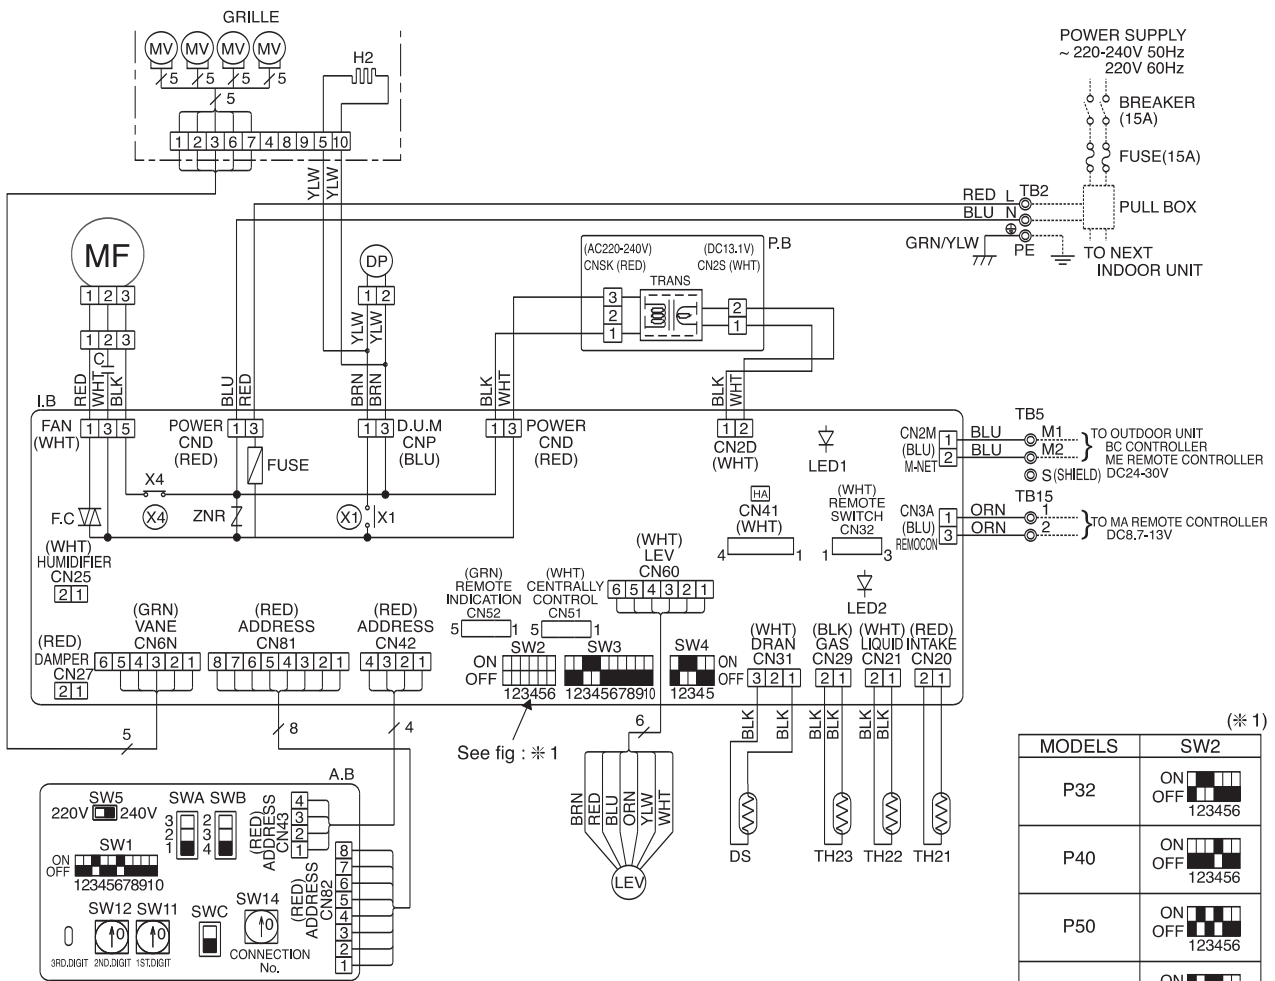 GRILLE
MV MV MV MV
5 5 5 5
5
H2
1 2 3 6 7 4 8 9 5 10
YLW YLW
POWER SUPPLY
~ 220-240V 50Hz
220V 60Hz
BREAKER
(15A)
FUSE(15A)
PULL BOX
TO NEXT
INDOOR UNIT
RED L TB2
BLU N
GRN/YLW PE
MF
1 2 3
1 2 3
C
RED WHT BLK
DP
1 2
YLW YLW
BRN BRN
BLU RED
BLK WHT
P.B
(AC220-240V) (DC13.1V)
CNSK (RED) CN2S (WHT)
TRANS
3 2 1
2 1
BLK WHT
I.B
FAN
(WHT)
1 3 5
POWER
CND
(RED)
1 3
FUSE
1 3
D.U.M
CNP
(BLU)
1 3
POWER
CND
(RED)
1 2
CN2D
(WHT)
LED1
X4
X4
F.C
ZNR
X1 X1
HA
CN41
(WHT)
4 1
(WHT)
REMOTE
SWITCH
CN32
1 3
LED2
CN2M
(BLU)
M-NET
1 2
BLU
BLU
TB5
M1
M2
S(SHIELD)
TO OUTDOOR UNIT
BC CONTROLLER
ME REMOTE CONTROLLER
DC24-30V
CN3A
(BLU)
REMOCON
1 3
ORN
ORN
TB15
1
2
TO MA REMOTE CONTROLLER
DC8.7-13V
(WHT)
HUMIDIFIER
CN25
2 1
(RED)
DAMPER
CN27
2 1
(GRN)
VANE
CN6N
6 5 4 3 2 1
(RED)
ADDRESS
CN81
8 7 6 5 4 3 2 1
(RED)
ADDRESS
CN42
4 3 2 1
(GRN)
REMOTE
INDICATION
CN52
5 1
(WHT)
CENTRALLY
CONTROL
CN51
5 1
(WHT)
LEV
CN60
6 5 4 3 2 1
SW2
ON
OFF
123456
SW3
12345678910
SW4
ON
OFF
12345
(WHT)
DRAN
CN31
3 2 1
(BLK)
GAS
CN29
2 1
(WHT)
LIQUID
CN21
2 1
(RED)
INTAKE
CN20
2 1
5
8
4
6
See fig : ※1
BLK BLK BLK BLK BLK BLK BLK BLK
DS TH23 TH22 TH21
BRN RED BLU ORN YLW WHT
LEV
A.B
SW5
220V 240V
SWA
3 2 1
SWB
2 3 4
SW1
ON
OFF
12345678910
(RED)
ADDRESS
CN43
4 3 2 1
(RED)
ADDRESS
CN82
8 7 6 5 4 3 2 1
SW12 SW11
0 0
3RD.DIGIT 2ND.DIGIT 1ST.DIGIT
SWC
SW14
0
CONNECTION
No.
(※1)
MODELS SW2
P32
ON
OFF
123456
P40
ON
OFF
123456
P50
ON
OFF
123456
ON